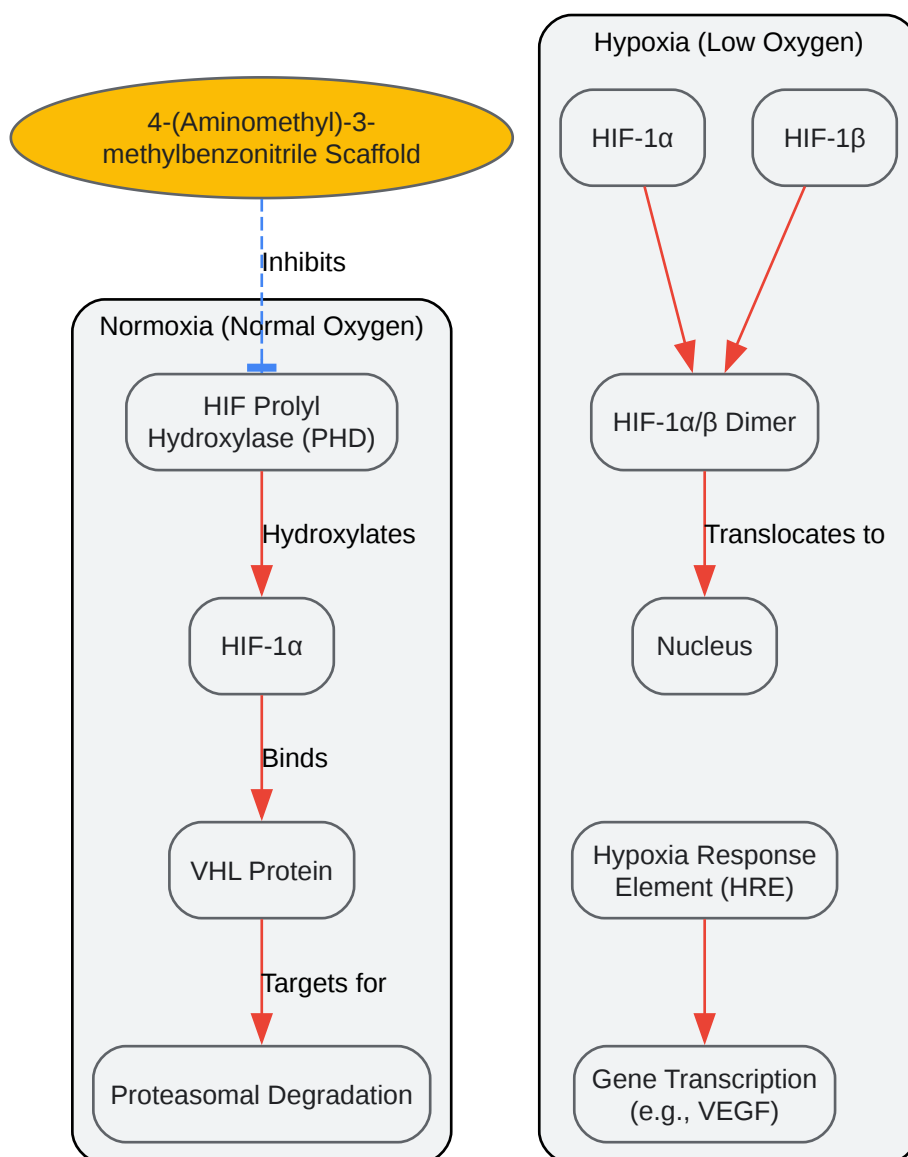 4-(Aminomethyl)-3-
methylbenzonitrile Scaffold
Inhibits
Normoxia (Normal Oxygen)
HIF Prolyl
Hydroxylase (PHD)
Hydroxylates
HIF-1α
Binds
VHL Protein
Targets for
Proteasomal Degradation
Hypoxia (Low Oxygen)
HIF-1α
HIF-1β
HIF-1α/β Dimer
Translocates to
Nucleus
Hypoxia Response
Element (HRE)
Gene Transcription
(e.g., VEGF)